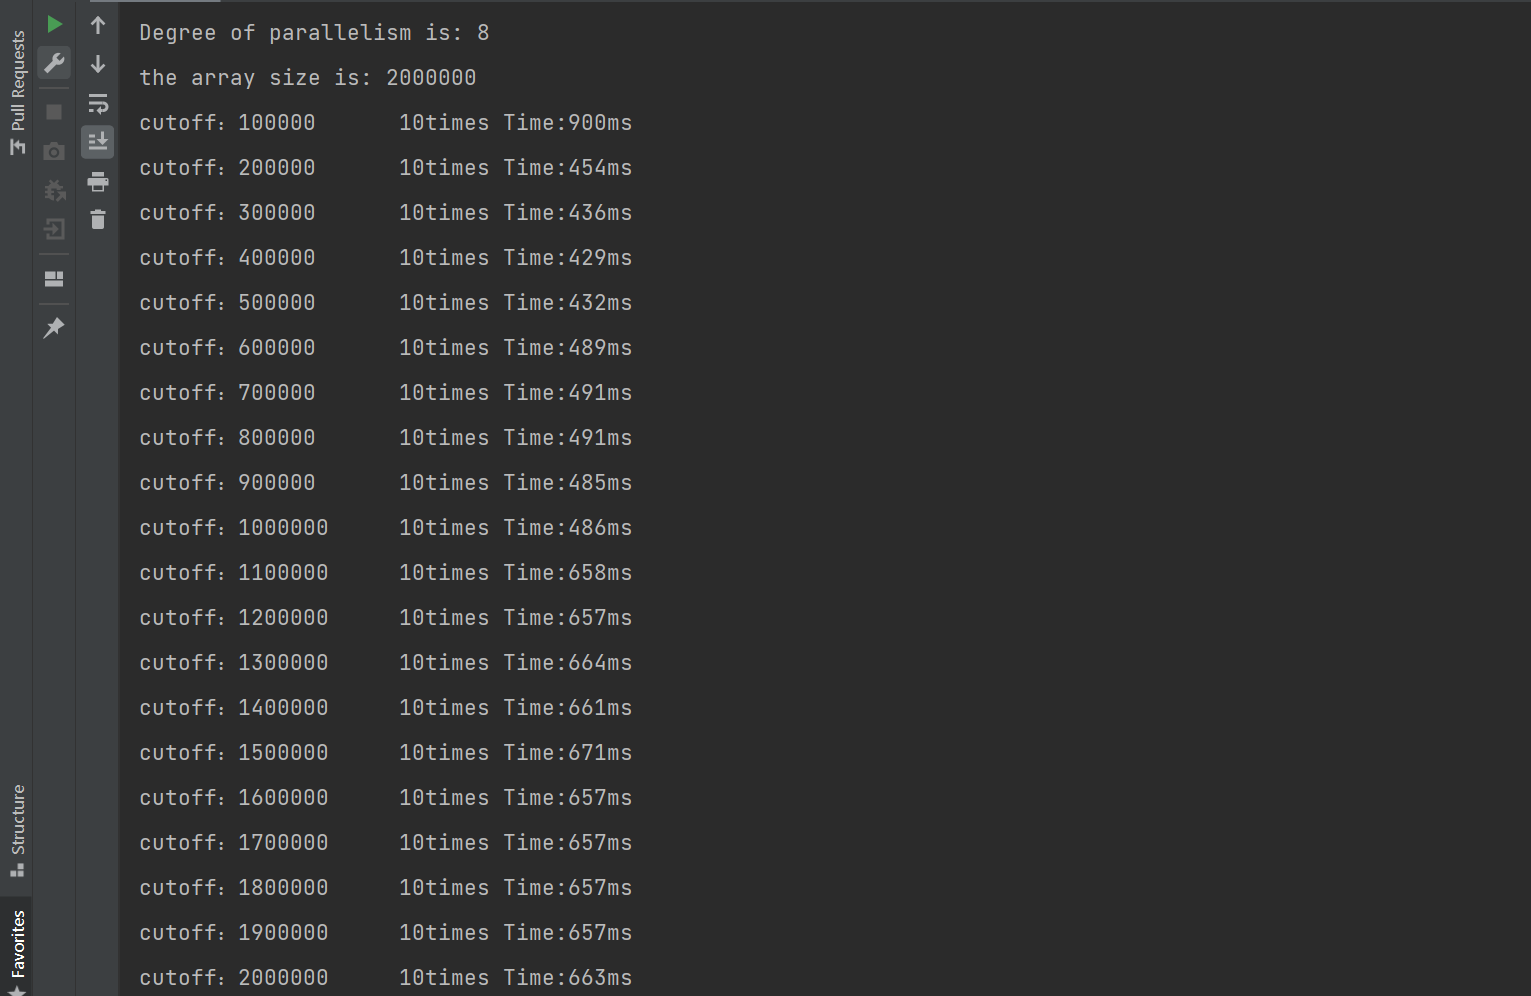 Pull Requests
Structure
Favorites
Degree of parallelism is: 8
the array size is: 2000000
cutoff：100000 10times Time:900ms
cutoff：200000 10times Time:454ms
cutoff：300000 10times Time:436ms
cutoff：400000 10times Time:429ms
cutoff：500000 10times Time:432ms
cutoff：600000 10times Time:489ms
cutoff：700000 10times Time:491ms
cutoff：800000 10times Time:491ms
cutoff：900000 10times Time:485ms
cutoff：1000000 10times Time:486ms
cutoff：1100000 10times Time:658ms
cutoff：1200000 10times Time:657ms
cutoff：1300000 10times Time:664ms
cutoff：1400000 10times Time:661ms
cutoff：1500000 10times Time:671ms
cutoff：1600000 10times Time:657ms
cutoff：1700000 10times Time:657ms
cutoff：1800000 10times Time:657ms
cutoff：1900000 10times Time:657ms
cutoff：2000000 10times Time:663ms